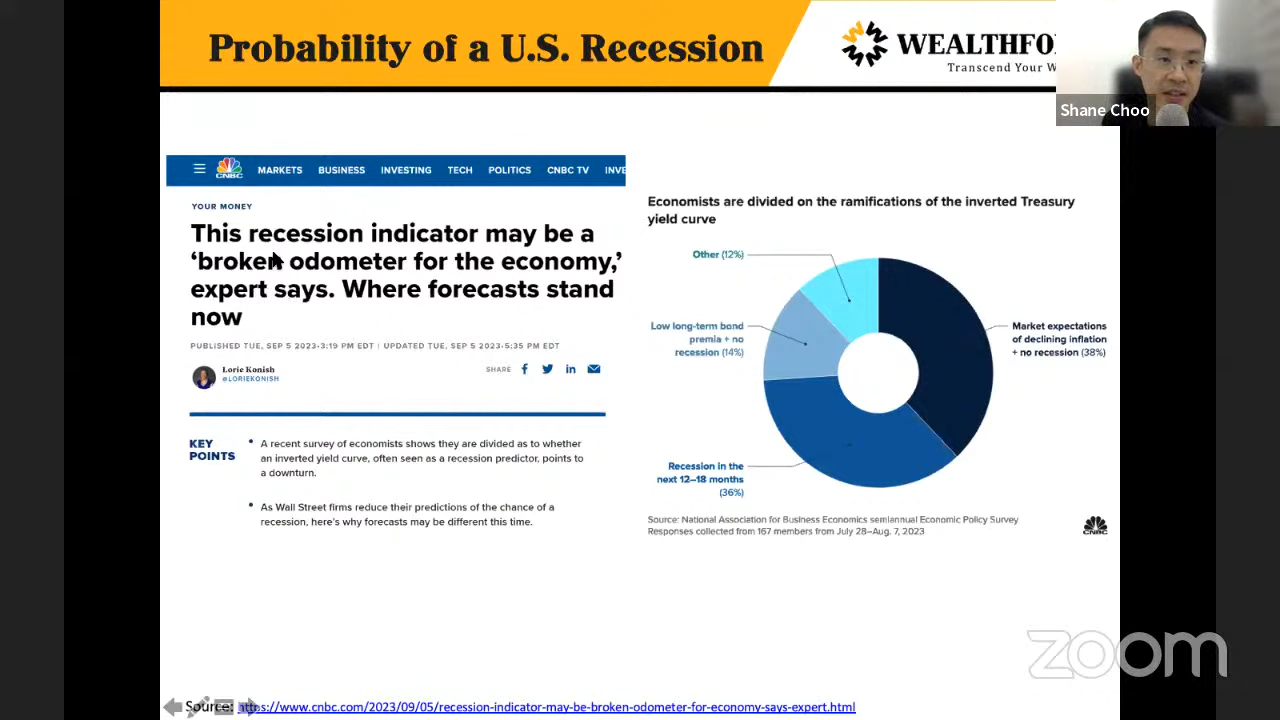 Probability of a U.S. Recession
Transcend Your
Shane Choo
CNBC
MARKETS BUSINESS INVESTING TECH POLITICS CNBC TV
YOUR MONEY
This recession indicator may be a
‘broken odometer for the economy,’
expert says. Where forecasts stand
now
PUBLISHED TUE, SEP 5 2023•3:19 PM EDT | UPDATED TUE, SEP 5 2023•5:35 PM EDT
Lorie Konish
@LORIEKONISH
SHARE
KEY
POINTS
• A recent survey of economists shows they are divided as to whether
an inverted yield curve, often seen as a recession predictor, points to
a downturn.
• As Wall Street firms reduce their predictions of the chance of a
recession, here’s why forecasts may be different this time.
Economists are divided on the ramifications of the inverted Treasury
yield curve
Other (12%)
Low long-term bond
premia + no
recession (14%)
Market expectations
of declining inflation
+ no recession (38%)
Recession in the
next 12–18 months
(36%)
Source: National Association for Business Economics semiannual Economic Policy Survey
Responses collected from 167 members from July 28–Aug. 7, 2023
CNBC
zoom
Source: https://www.cnbc.com/2023/09/05/recession-indicator-may-be-broken-odometer-for-economy-says-expert.html